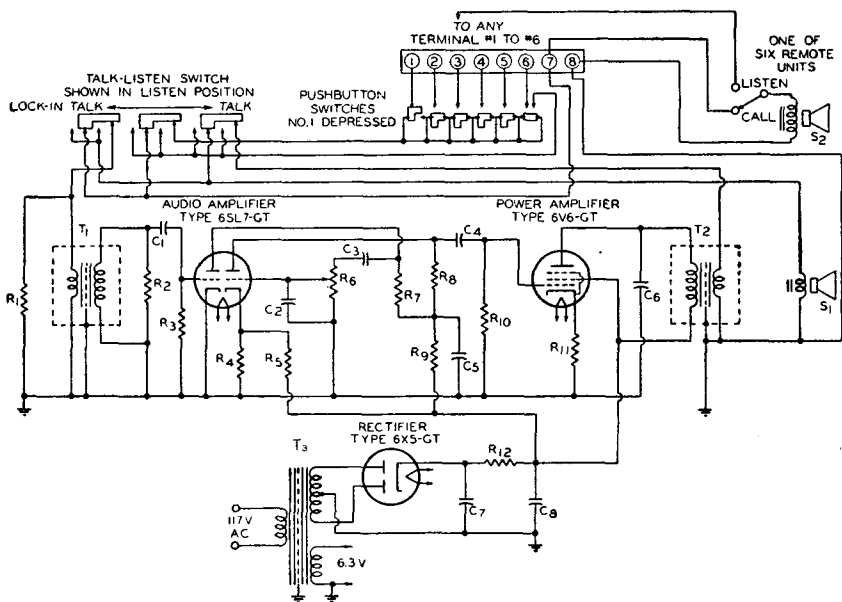 TO ANY
TERMINAL #1 TO #6
ONE OF
SIX REMOTE
UNITS
1 2 3 4 5 6 7 8
LISTEN
CALL
S2
TALK-LISTEN SWITCH
SHOWN IN LISTEN POSITION
LOCK-IN TALK TALK
PUSHBUTTON
SWITCHES
NO.1 DEPRESSED
AUDIO AMPLIFIER
TYPE 6SL7-GT
POWER AMPLIFIER
TYPE 6V6-GT
T1
C1
C3
C4
T2
R1
R2
R3
C2
R6
R7
R8
R10
C6
S1
R4
R5
R9
C5
R11
RECTIFIER
TYPE 6X5-GT
T3
R12
C7
C8
117V
AC
6.3V